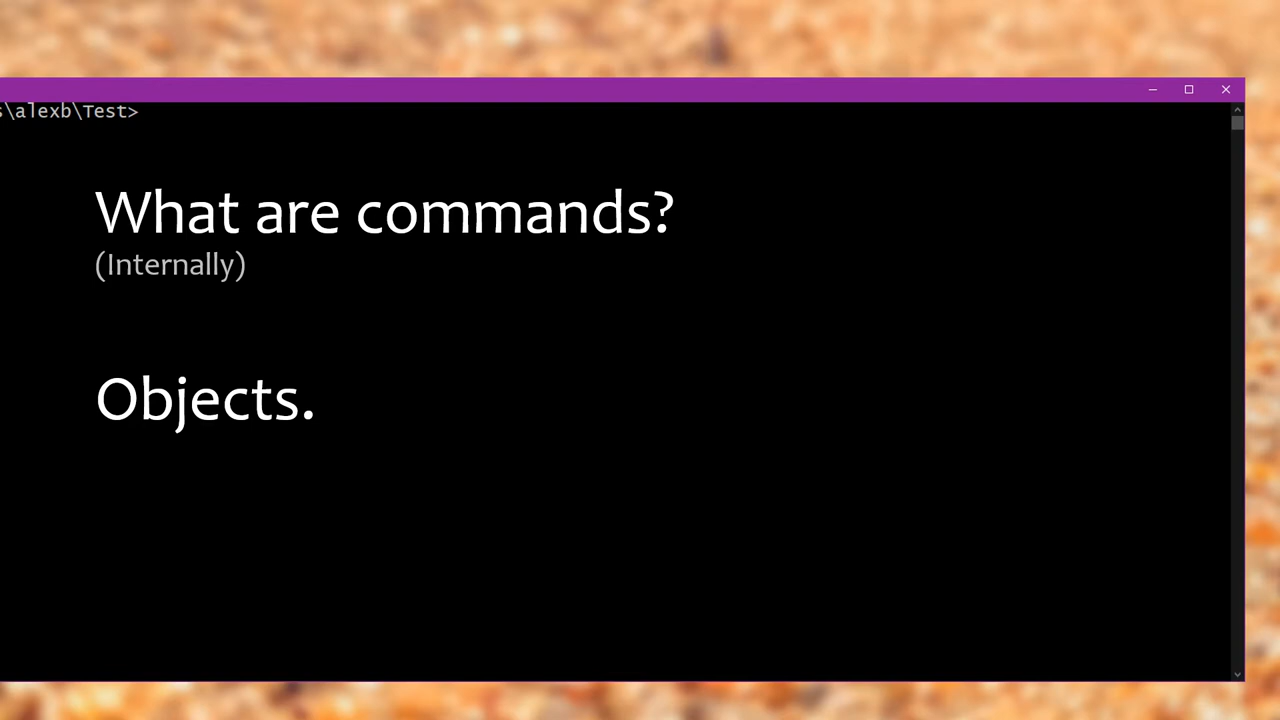 s\alexb\Test>
What are commands?
(Internally)
Objects.